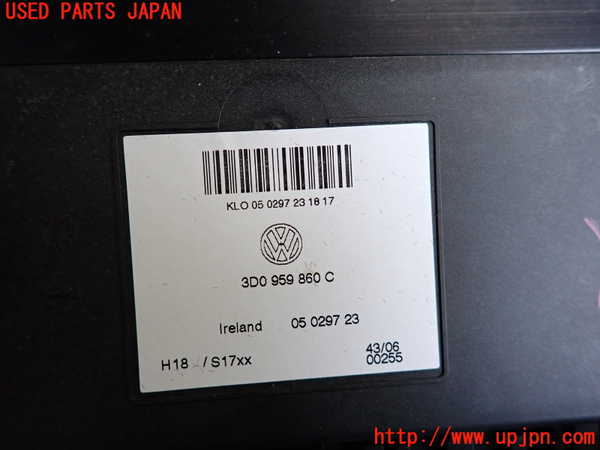 USED PARTS JAPAN
KLO 05 0297 23 18 17
3D0 959 860 C
Ireland 05 0297 23
H18 / S17xx
43/06
00255
http://www.upjpn.com/